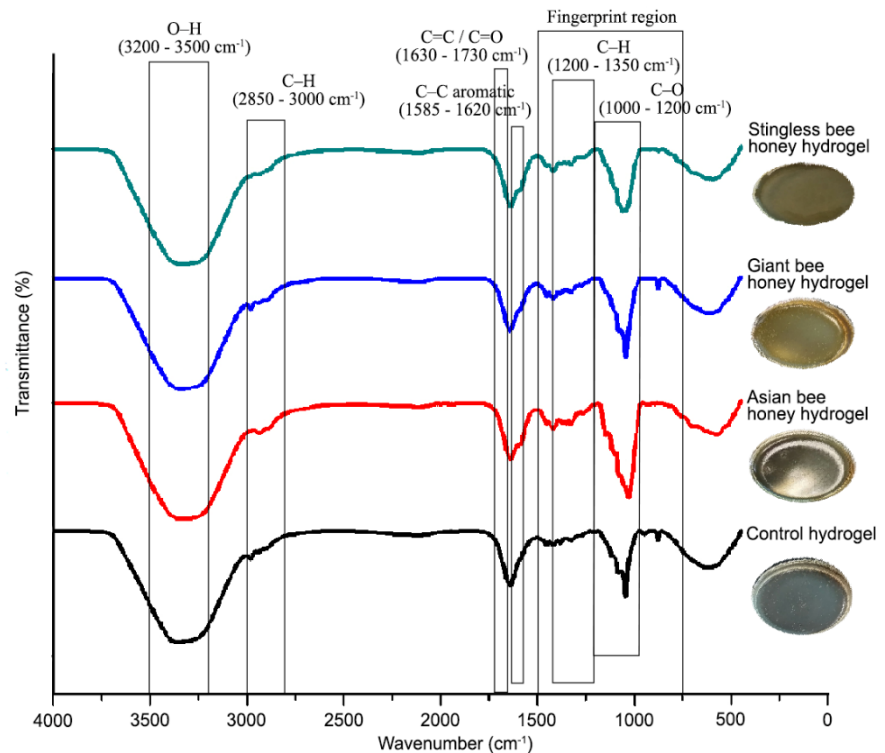 O–H
(3200 - 3500 cm⁻¹)
C–H
(2850 - 3000 cm⁻¹)
C=C / C=O
(1630 - 1730 cm⁻¹)
C–C aromatic
(1585 - 1620 cm⁻¹)
Fingerprint region
C–H
(1200 - 1350 cm⁻¹)
C–O
(1000 - 1200 cm⁻¹)
Stingless bee
honey hydrogel
Giant bee
honey hydrogel
Asian bee
honey hydrogel
Control hydrogel
Transmittance (%)
4000 3500 3000 2500 2000 1500 1000 500 0
Wavenumber (cm⁻¹)